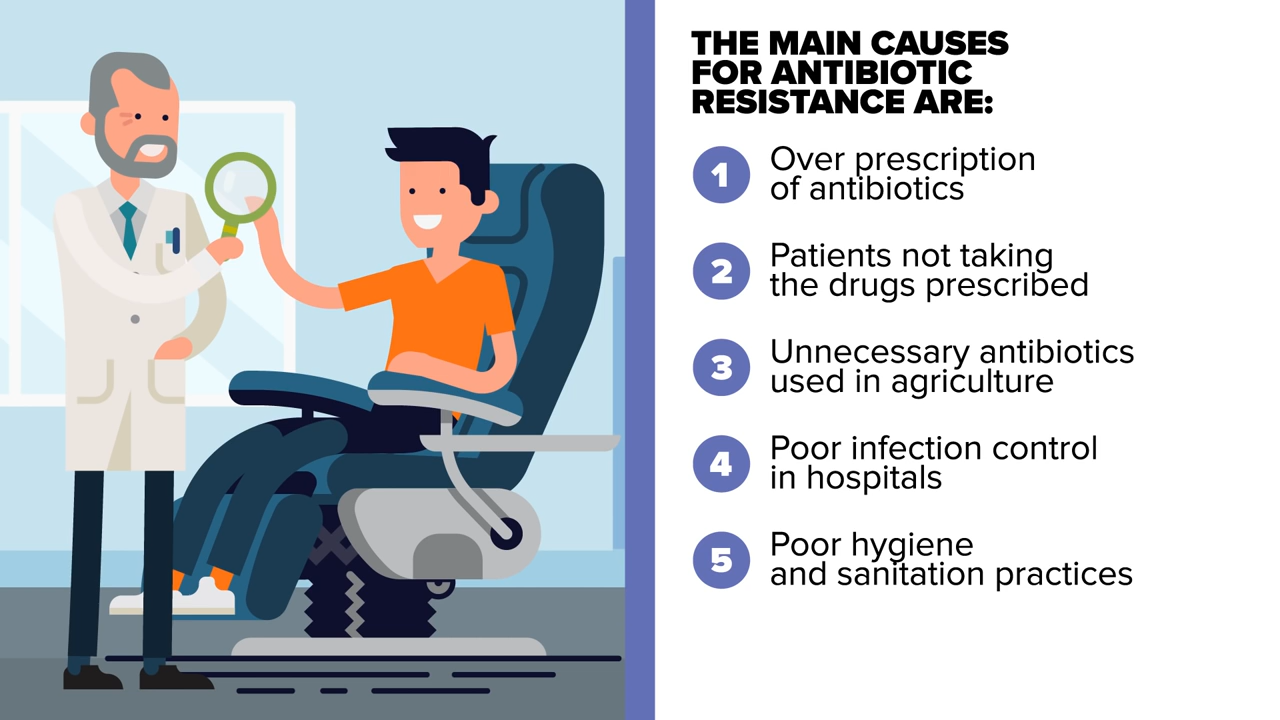 THE MAIN CAUSES
FOR ANTIBIOTIC
RESISTANCE ARE:
1 Over prescription
of antibiotics
2 Patients not taking
the drugs prescribed
3 Unnecessary antibiotics
used in agriculture
4 Poor infection control
in hospitals
5 Poor hygiene
and sanitation practices